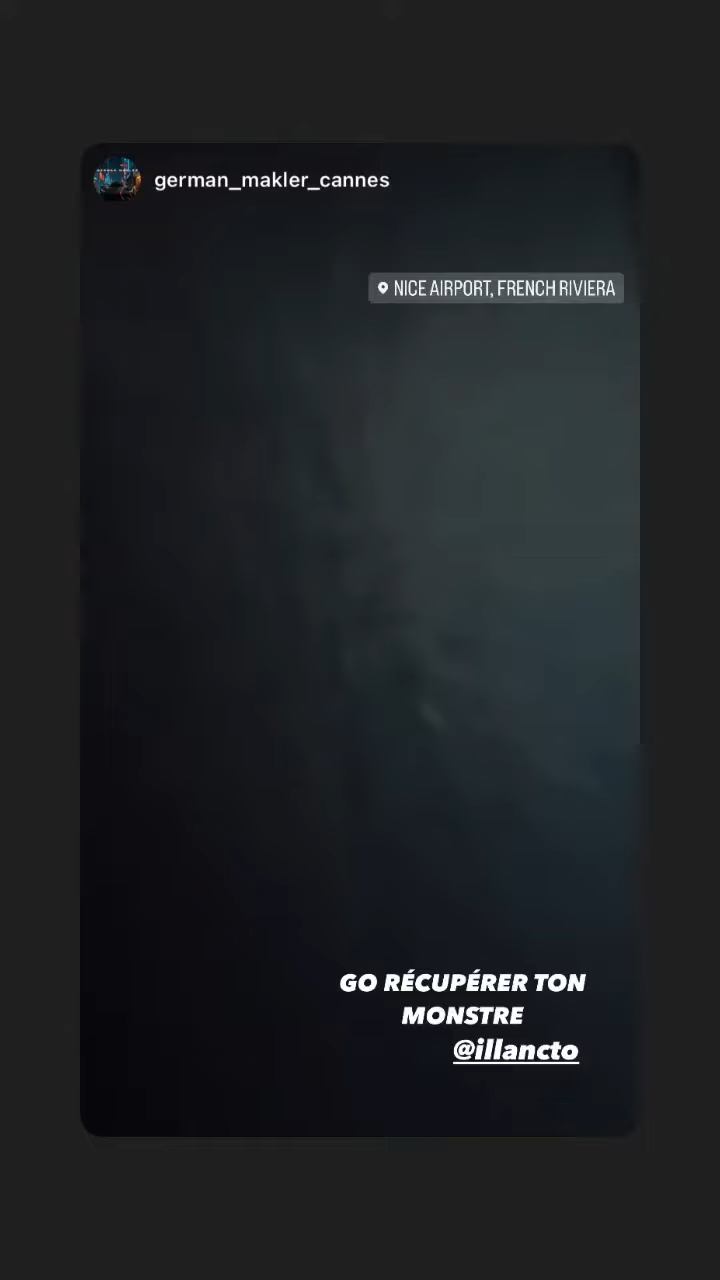 german_makler_cannes
NICE AIRPORT, FRENCH RIVIERA
GO RÉCUPÉRER TON
MONSTRE
@illancto